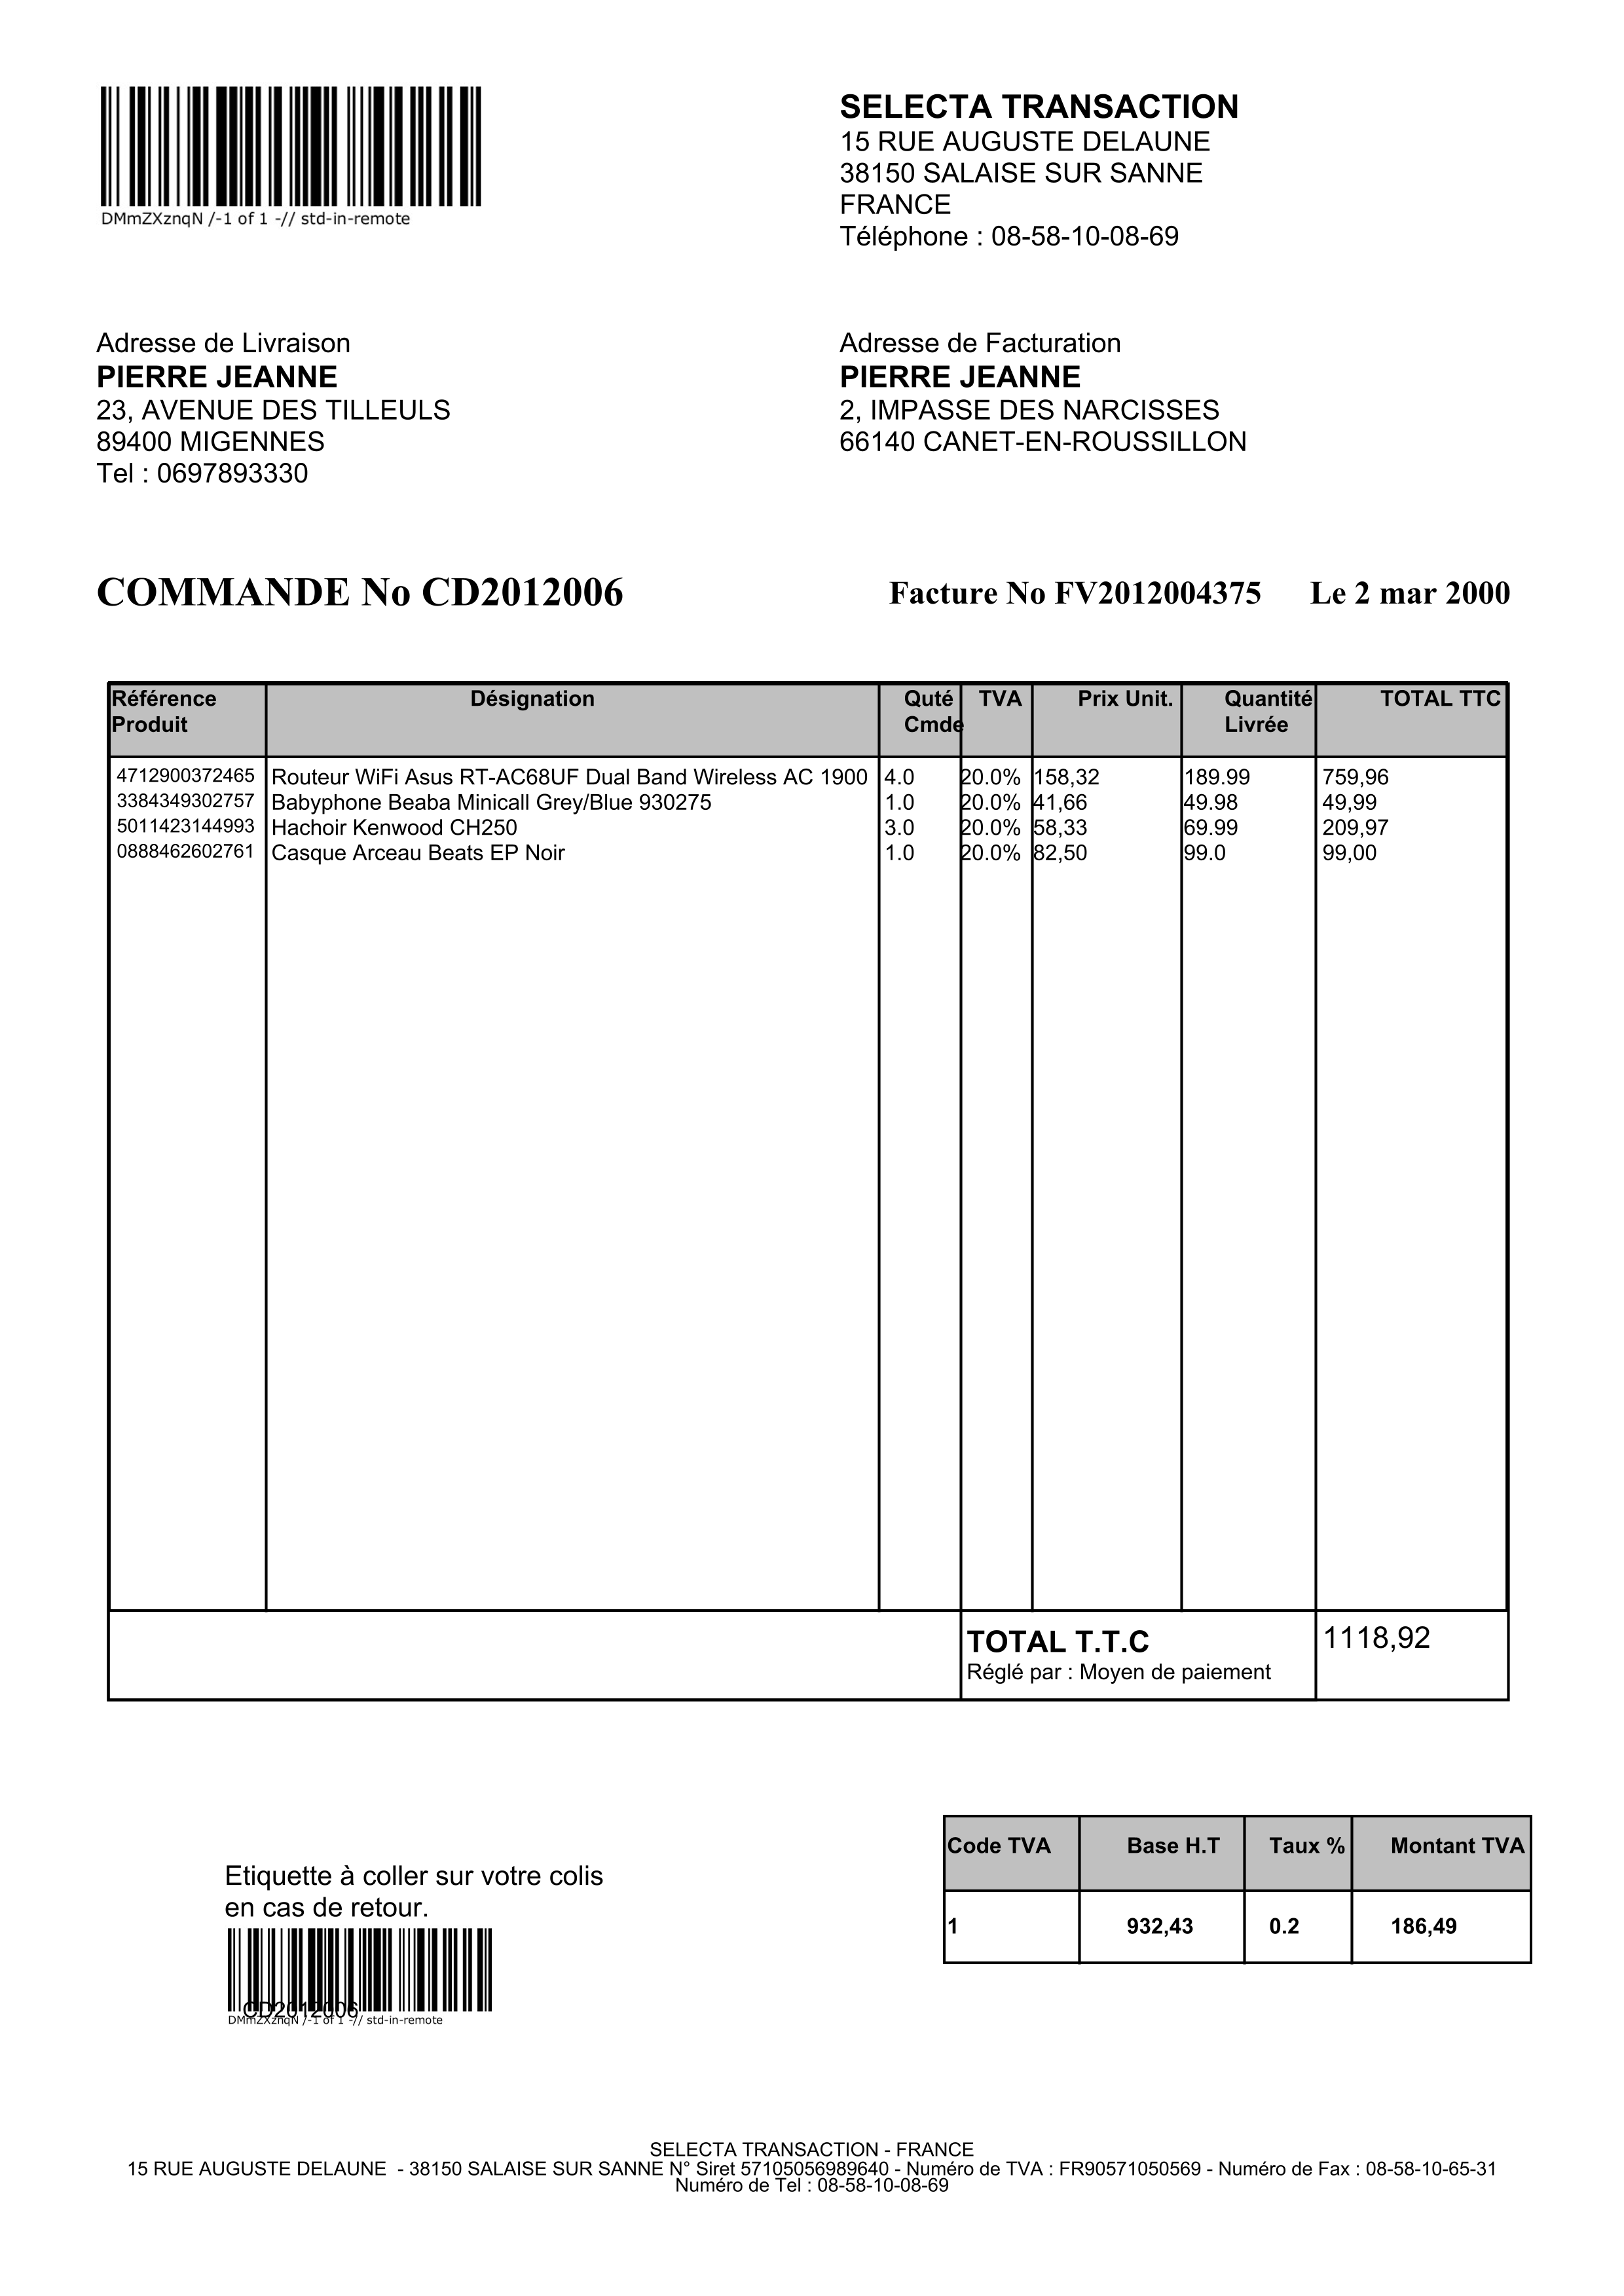 DMmZXznqN /-1 of 1 -// std-in-remote
SELECTA TRANSACTION
15 RUE AUGUSTE DELAUNE
38150 SALAISE SUR SANNE
FRANCE
Téléphone : 08-58-10-08-69
Adresse de Livraison
PIERRE JEANNE
23, AVENUE DES TILLEULS
89400 MIGENNES
Tel : 0697893330
Adresse de Facturation
PIERRE JEANNE
2, IMPASSE DES NARCISSES
66140 CANET-EN-ROUSSILLON
COMMANDE No CD2012006 Facture No FV2012004375 Le 2 mar 2000
Référence Produit Désignation Quté Cmde TVA Prix Unit. Quantité Livrée TOTAL TTC
4712900372465 Routeur WiFi Asus RT-AC68UF Dual Band Wireless AC 1900 4.0 20.0% 158,32 189.99 759,96
3384349302757 Babyphone Beaba Minicall Grey/Blue 930275 1.0 20.0% 41,66 49.98 49,99
5011423144993 Hachoir Kenwood CH250 3.0 20.0% 58,33 69.99 209,97
0888462602761 Casque Arceau Beats EP Noir 1.0 20.0% 82,50 99.0 99,00
TOTAL T.T.C 1118,92
Réglé par : Moyen de paiement
Code TVA Base H.T Taux % Montant TVA
1 932,43 0.2 186,49
Etiquette à coller sur votre colis
en cas de retour.
CD2012006
DMmZXznqN /-1 of 1 -// std-in-remote
SELECTA TRANSACTION - FRANCE
15 RUE AUGUSTE DELAUNE - 38150 SALAISE SUR SANNE N° Siret 57105056989640 - Numéro de TVA : FR90571050569 - Numéro de Fax : 08-58-10-65-31
Numéro de Tel : 08-58-10-08-69